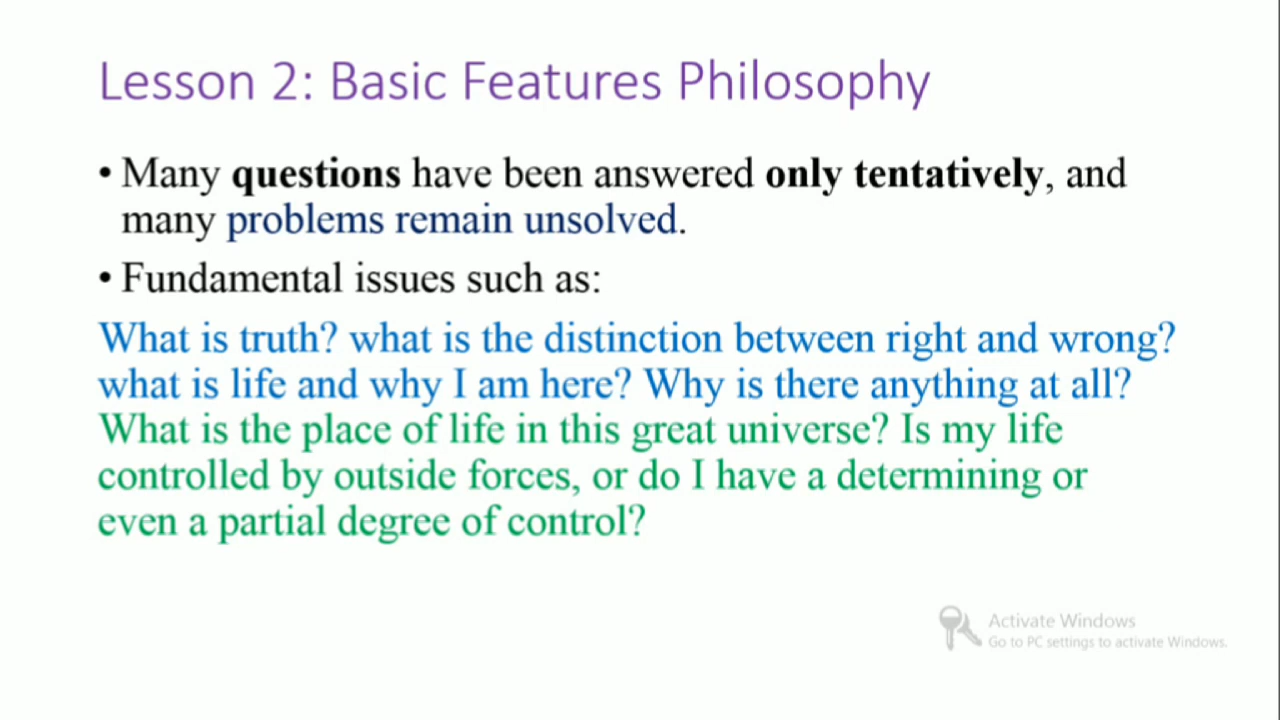 Lesson 2: Basic Features Philosophy
• Many questions have been answered only tentatively, and
many problems remain unsolved.
• Fundamental issues such as:
What is truth? what is the distinction between right and wrong?
what is life and why I am here? Why is there anything at all?
What is the place of life in this great universe? Is my life
controlled by outside forces, or do I have a determining or
even a partial degree of control?
Activate Windows
Go to PC settings to activate Windows.